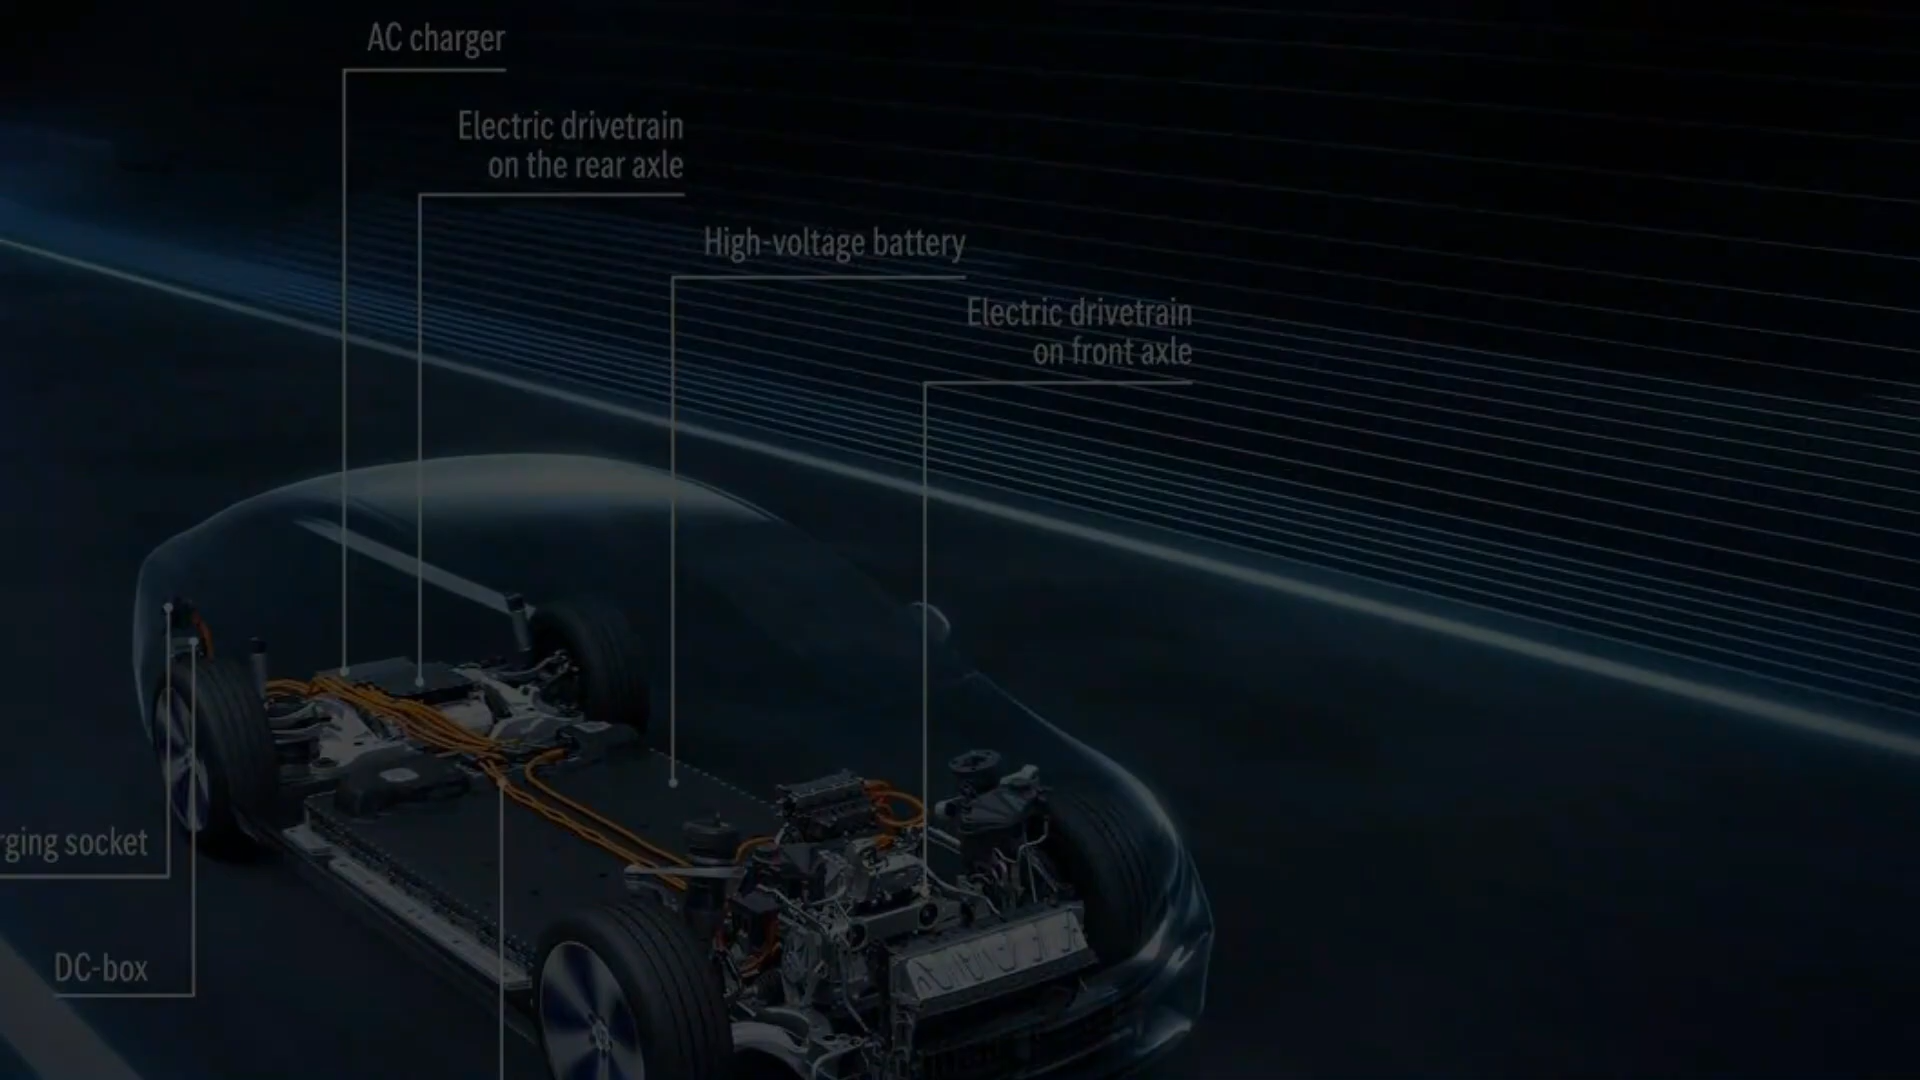 AC charger
Electric drivetrain
on the rear axle
High-voltage battery
Electric drivetrain
on front axle
rging socket
DC-box